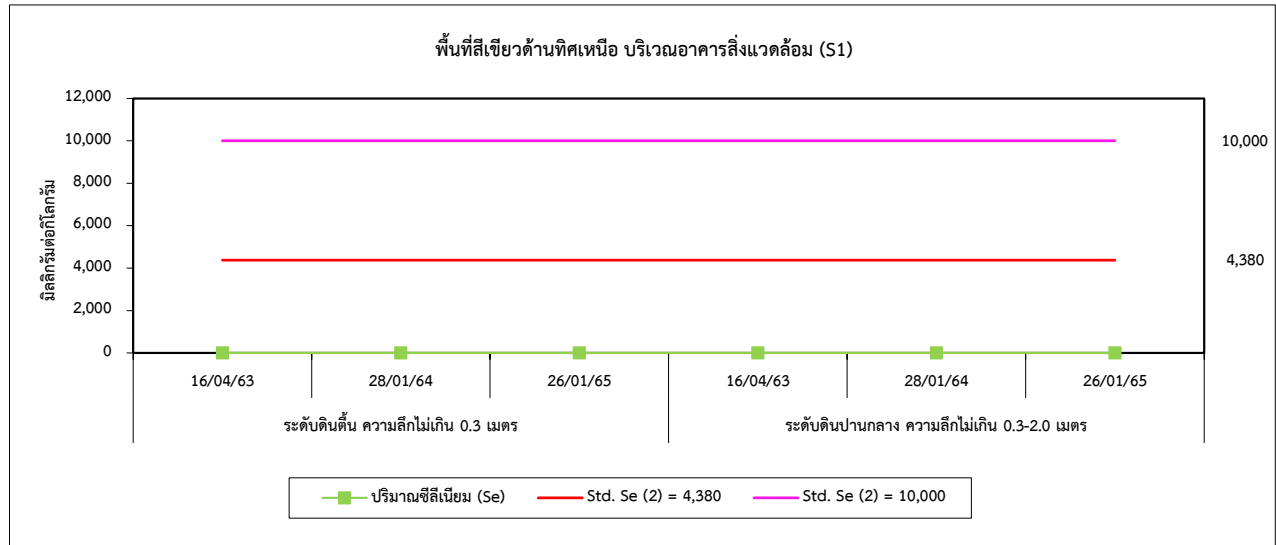 พื้นที่สีเขียวด้านทิศเหนือ บริเวณอาคารสิ่งแวดล้อม (S1)
มิลลิกรัมต่อกิโลกรัม
12,000
10,000
8,000
6,000
4,000
2,000
0
10,000
4,380
16/04/63 28/01/64 26/01/65 16/04/63 28/01/64 26/01/65
ระดับดินตื้น ความลึกไม่เกิน 0.3 เมตร ระดับดินปานกลาง ความลึกไม่เกิน 0.3-2.0 เมตร
ปริมาณซีลีเนียม (Se) Std. Se (2) = 4,380 Std. Se (2) = 10,000